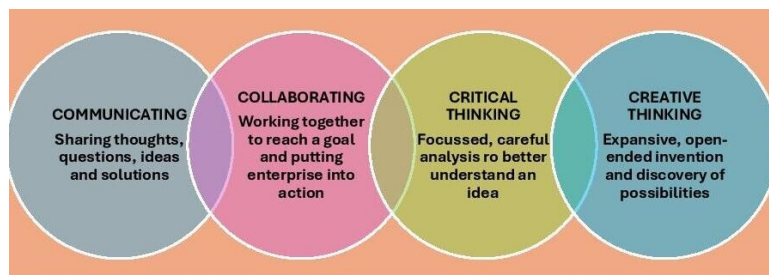 COMMUNICATING
Sharing thoughts,
questions, ideas
and solutions
COLLABORATING
Working together
to reach a goal
and putting
enterprise into
action
CRITICAL
THINKING
Focussed, careful
analysis ro better
understand an
idea
CREATIVE
THINKING
Expansive, open-
ended invention
and discovery of
possibilities